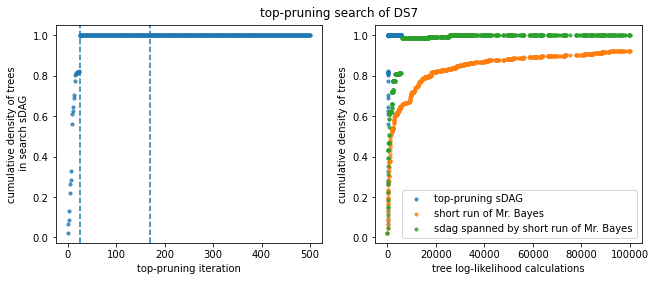 top-pruning search of DS7
cumulative density of trees
in search sDAG
1.0
0.8
0.6
0.4
0.2
0.0
0
100
200
300
400
500
top-pruning iteration
cumulative density of trees
1.0
0.8
0.6
0.4
0.2
0.0
top-pruning sDAG
short run of Mr. Bayes
sdag spanned by short run of Mr. Bayes
0
20000
40000
60000
80000
100000
tree log-likelihood calculations